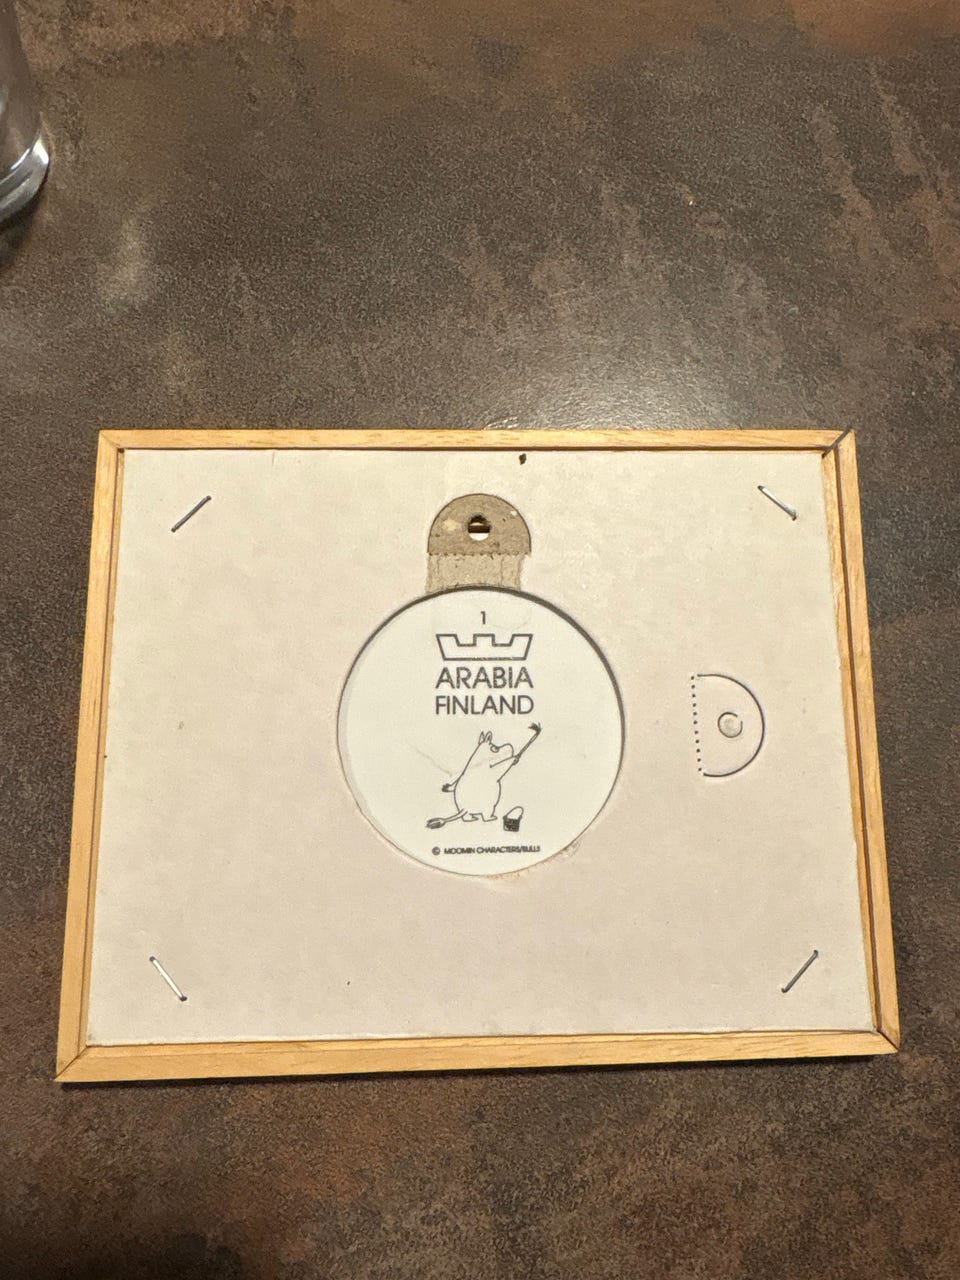 1
ARABIA
FINLAND
© MOOMIN CHARACTERS/BULLS